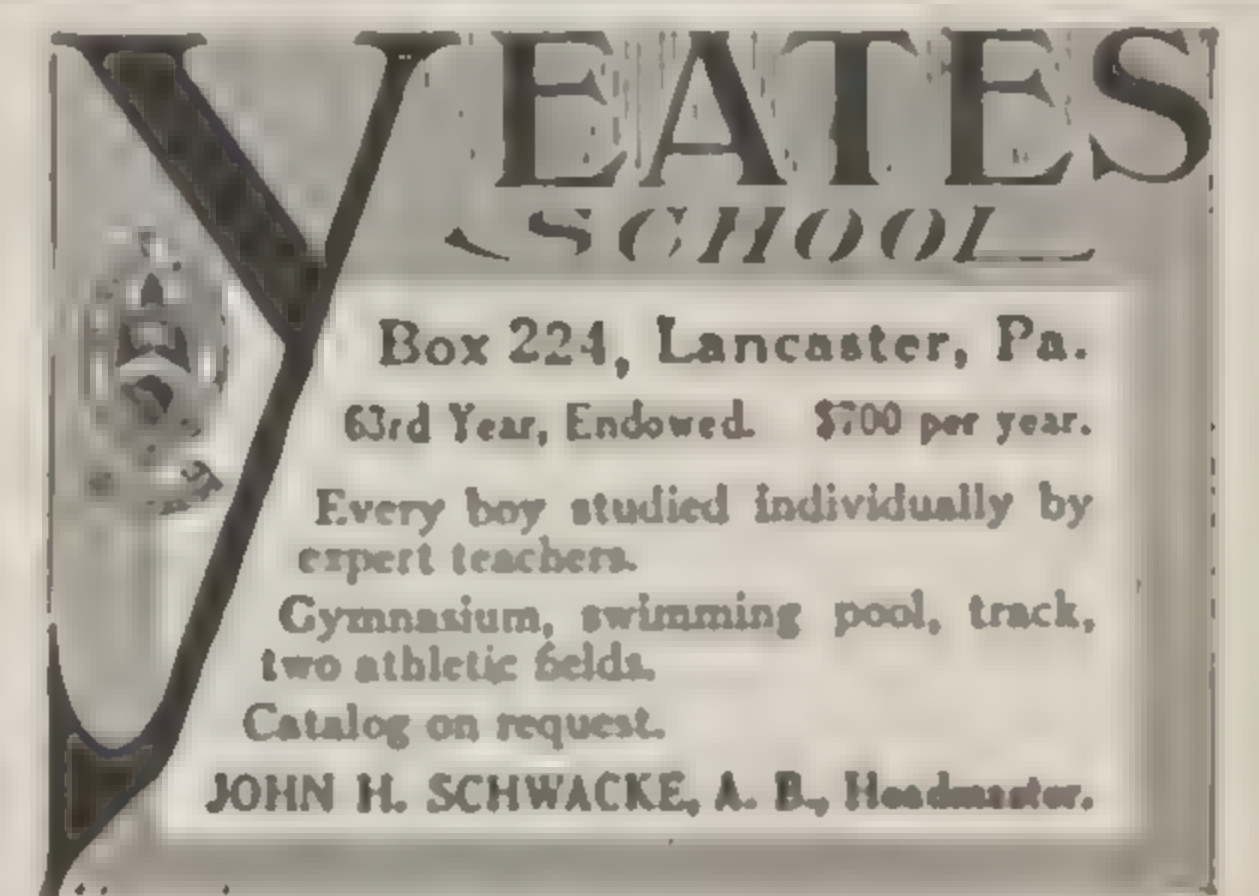 YEATES
SCHOOL
Box 224, Lancaster, Pa.
63rd Year, Endowed. $700 per year.
Every boy studied individually by
expert teachers.
Gymnasium, swimming pool, track,
two athletic fields.
Catalog on request.
JOHN H. SCHWACKE, A. B., Headmaster.